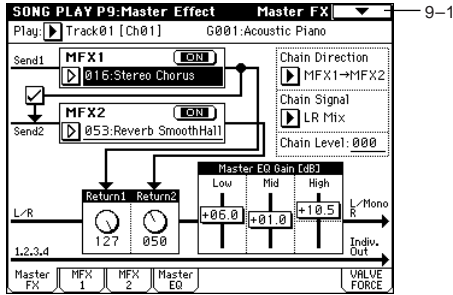 SONG PLAY P9:Master Effect Master FX
9–1
Play: Track01 [Ch01] G001:Acoustic Piano
Send1
MFX1 ON
016:Stereo Chorus
Send2
MFX2 ON
053:Reverb SmoothHall
Chain Direction
MFX1→MFX2
Chain Signal
LR Mix
Chain Level: 000
Return1 Return2
127 050
Master EQ Gain [dB]
Low Mid High
+06.0 +01.0 +10.5
L/R
L/Mono
R
1.2.3.4
Indiv.
Out
Master
FX
MFX
1
MFX
2
Master
EQ
VALVE
FORCE